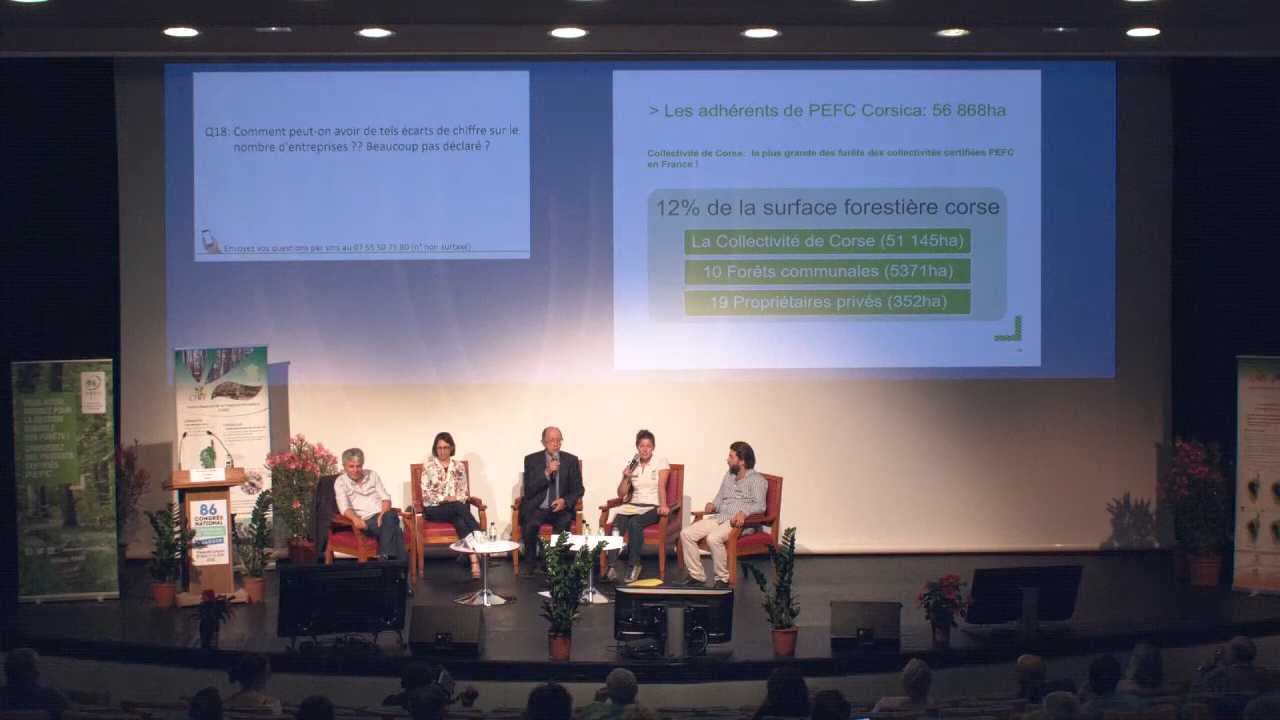 Q18: Comment peut-on avoir de tels écarts de chiffre sur le
nombre d'entreprises ?? Beaucoup pas déclaré ?
Envoyez vos questions par sms au 07 55 50 75 80 (n° non surtaxé).
> Les adhérents de PEFC Corsica: 56 868ha
Collectivité de Corse: la plus grande des forêts des collectivités certifiées PEFC
en France !
12% de la surface forestière corse
La Collectivité de Corse (51 145ha)
10 Forêts communales (5371ha)
19 Propriétaires privés (352ha)
86
CONGRÈS
NATIONAL